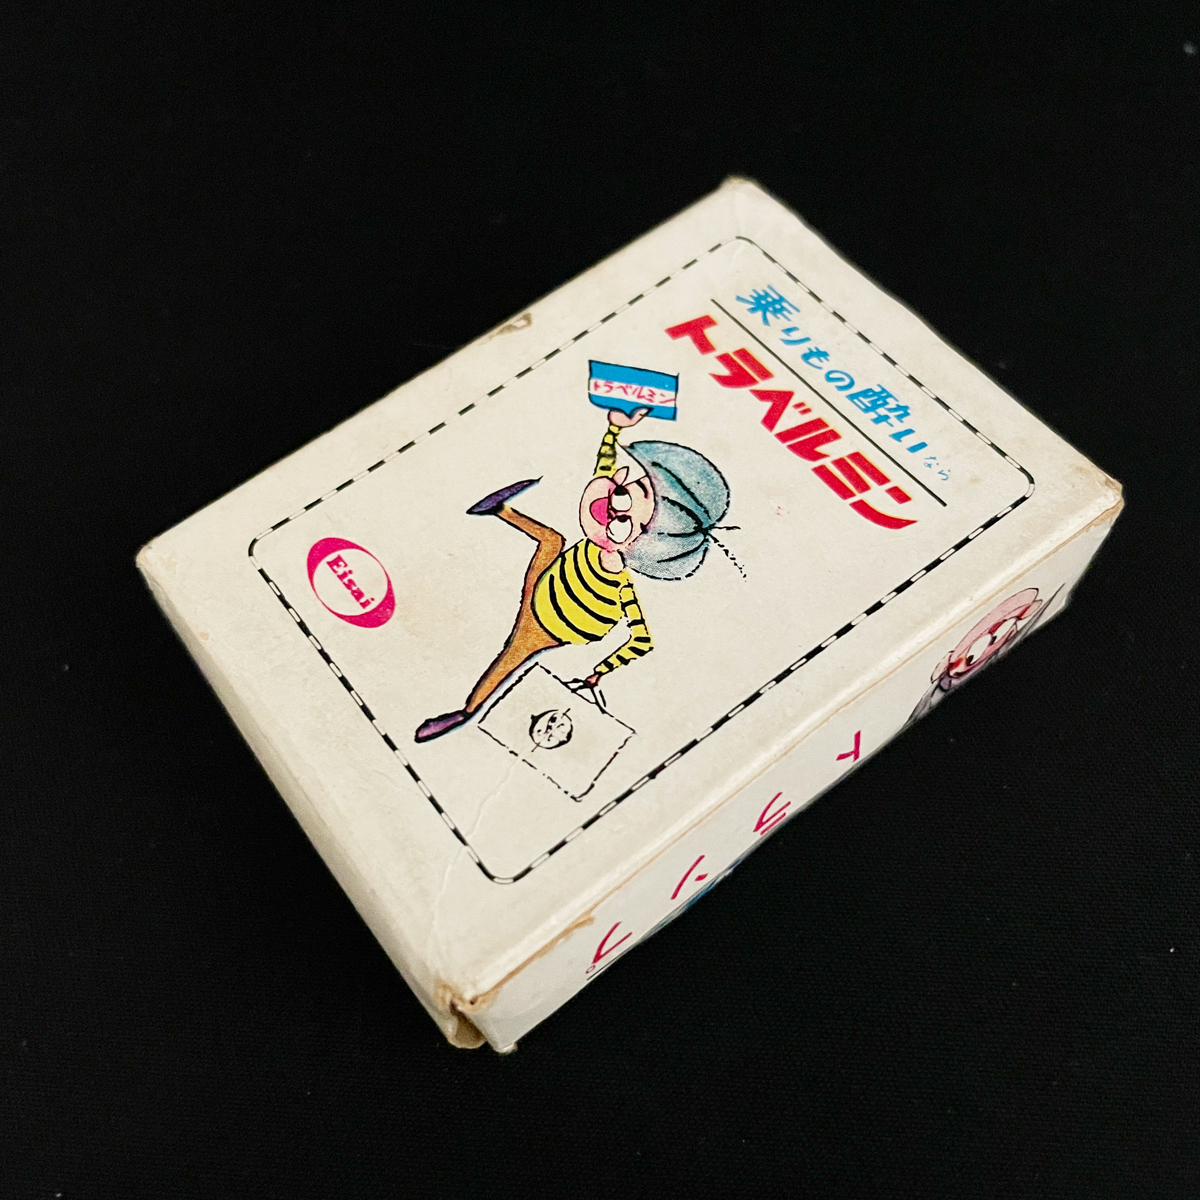 乗りもの酔いなら
トラベルミン
トラベルミン
Eisai
トランプ